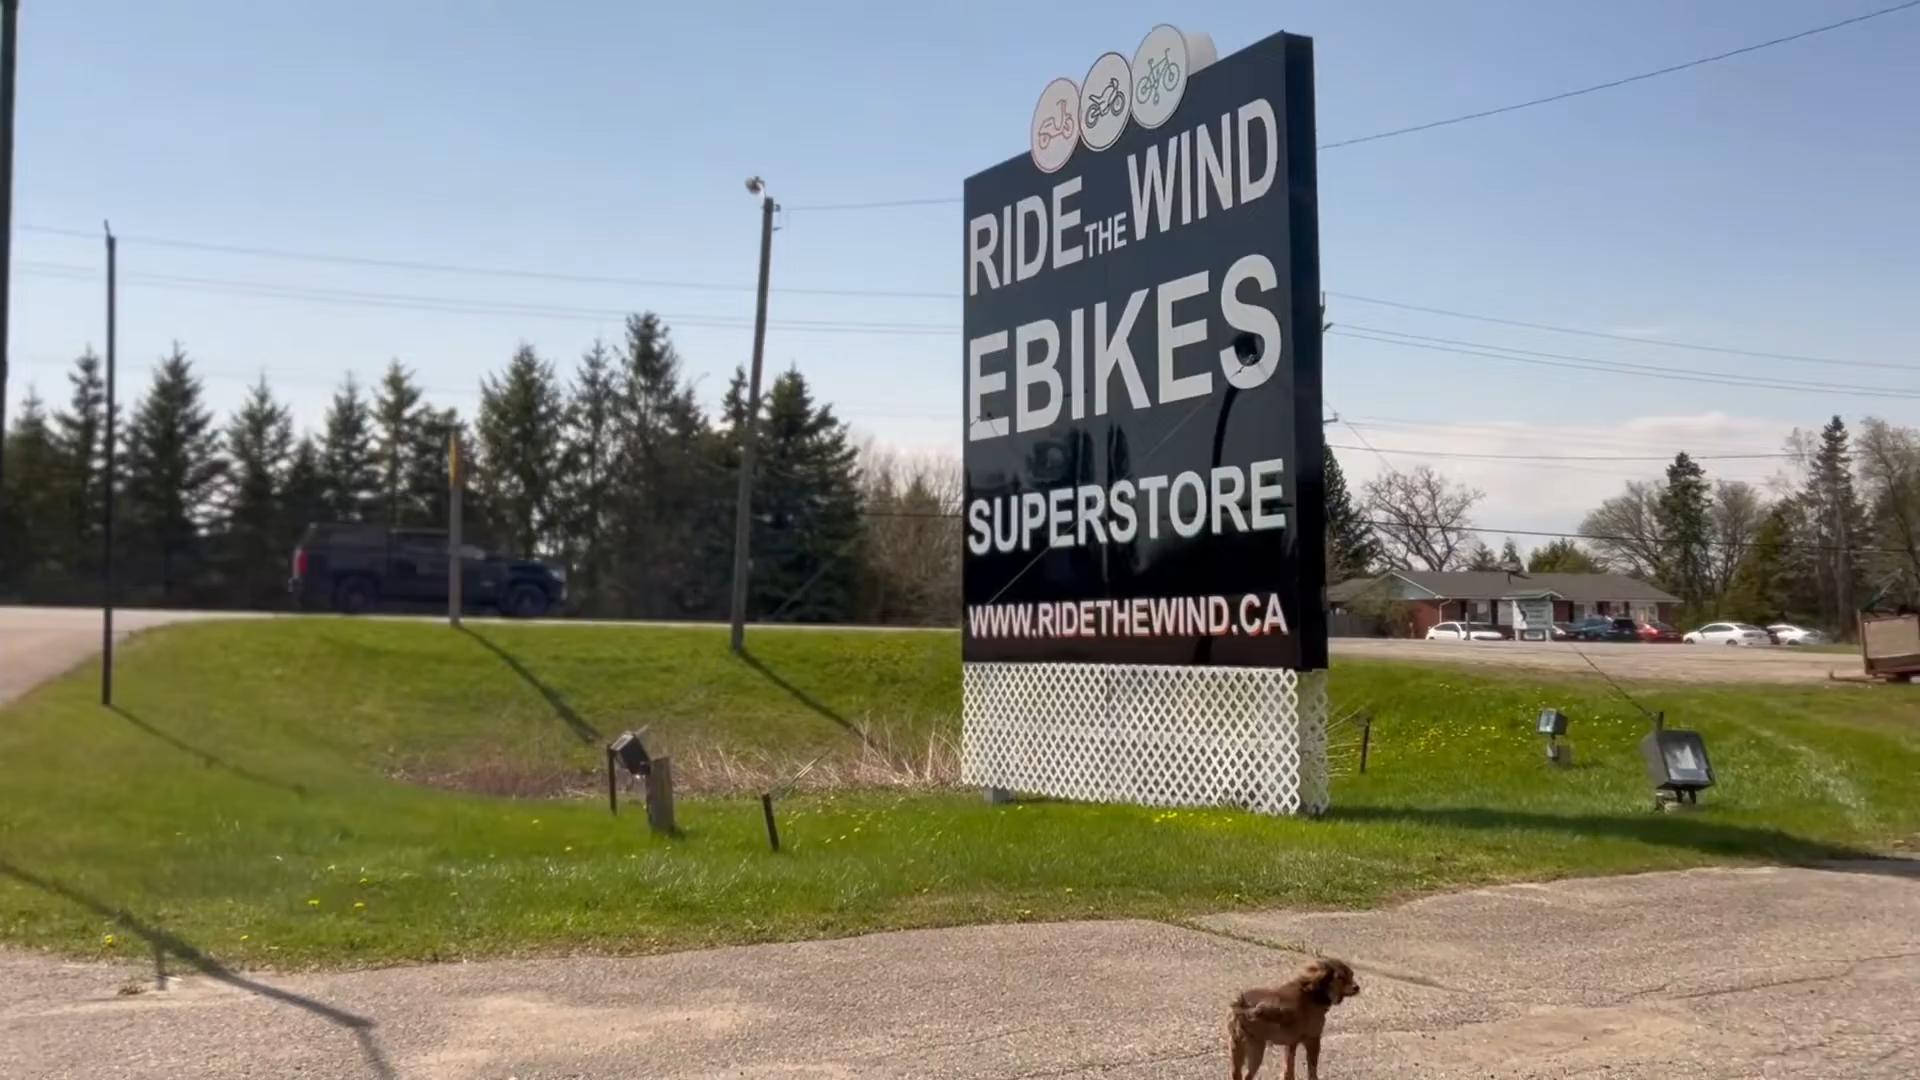 RIDE THE WIND
EBIKES
SUPERSTORE
WWW.RIDETHEWIND.CA